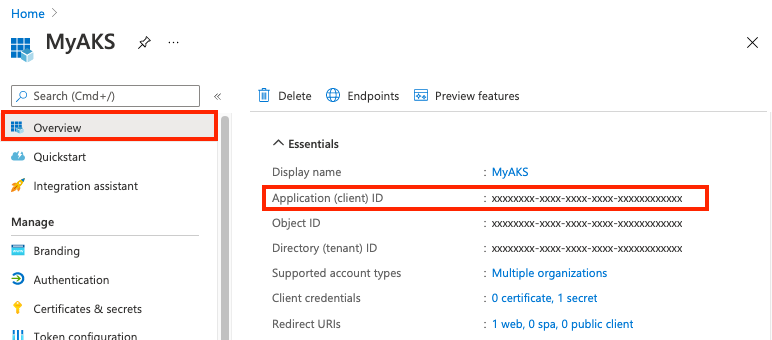 Home >
MyAKS ...
Search (Cmd+/) «
Overview
Quickstart
Integration assistant
Manage
Branding
Authentication
Certificates & secrets
Token configuration
Delete Endpoints Preview features
Essentials
Display name : MyAKS
Application (client) ID : xxxxxxxx-xxxx-xxxx-xxxx-xxxxxxxxxxxx
Object ID : xxxxxxxx-xxxx-xxxx-xxxx-xxxxxxxxxxxx
Directory (tenant) ID : xxxxxxxx-xxxx-xxxx-xxxx-xxxxxxxxxxxx
Supported account types : Multiple organizations
Client credentials : 0 certificate, 1 secret
Redirect URIs : 1 web, 0 spa, 0 public client